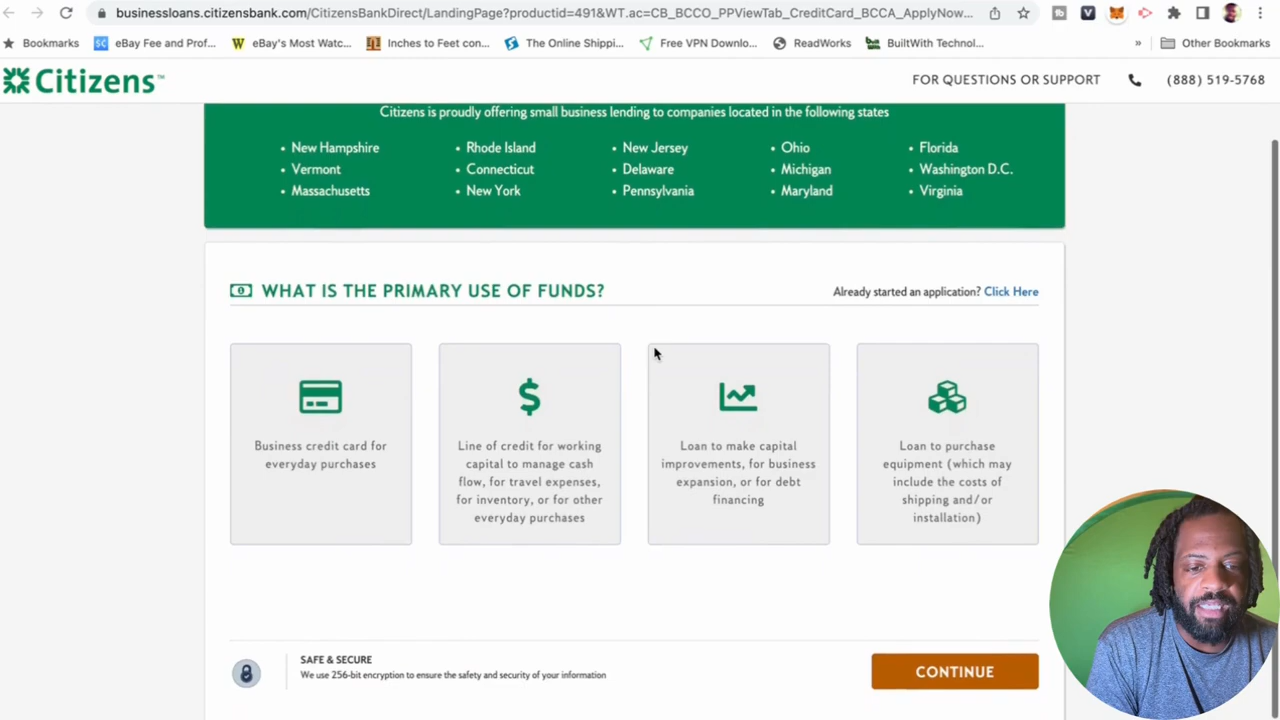 businessloans.citizensbank.com/CitizensBankDirect/LandingPage?productid=491&WT.ac=CB_BCCO_PPViewTab_CreditCard_BCCA_ApplyNow...
Bookmarks
eBay Fee and Prof...
eBay's Most Watc...
Inches to Feet con...
The Online Shippi...
Free VPN Downlo...
ReadWorks
BuiltWith Technol...
»
Other Bookmarks
Citizens™
FOR QUESTIONS OR SUPPORT
(888) 519-5768
Citizens is proudly offering small business lending to companies located in the following states
• New Hampshire
• Vermont
• Massachusetts
• Rhode Island
• Connecticut
• New York
• New Jersey
• Delaware
• Pennsylvania
• Ohio
• Michigan
• Maryland
• Florida
• Washington D.C.
• Virginia
WHAT IS THE PRIMARY USE OF FUNDS?
Already started an application? Click Here
Business credit card for
everyday purchases
Line of credit for working
capital to manage cash
flow, for travel expenses,
for inventory, or for other
everyday purchases
Loan to make capital
improvements, for business
expansion, or for debt
financing
Loan to purchase
equipment (which may
include the costs of
shipping and/or
installation)
SAFE & SECURE
We use 256-bit encryption to ensure the safety and security of your information
CONTINUE